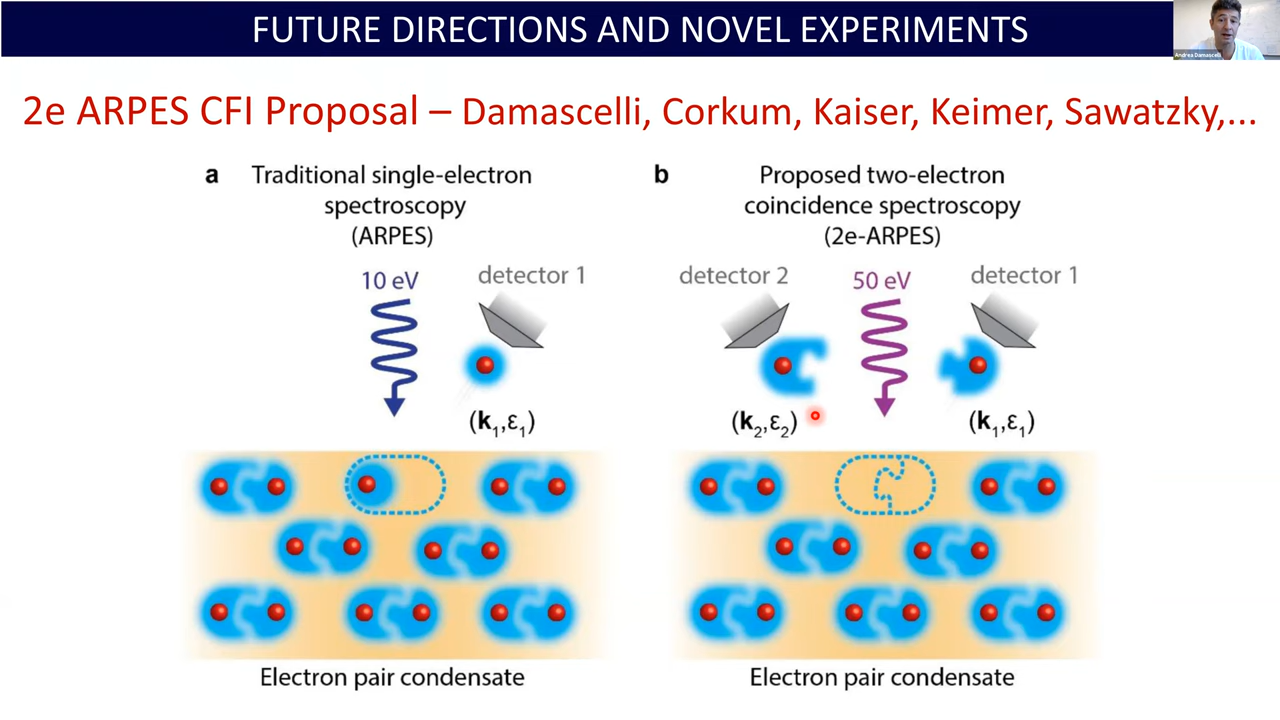 FUTURE DIRECTIONS AND NOVEL EXPERIMENTS
Andrea Damascelli
2e ARPES CFI Proposal – Damascelli, Corkum, Kaiser, Keimer, Sawatzky,...
a Traditional single-electron
spectroscopy
(ARPES)
10 eV
detector 1
(k1,ε1)
Electron pair condensate
b Proposed two-electron
coincidence spectroscopy
(2e-ARPES)
detector 2
50 eV
detector 1
(k2,ε2)
(k1,ε1)
Electron pair condensate